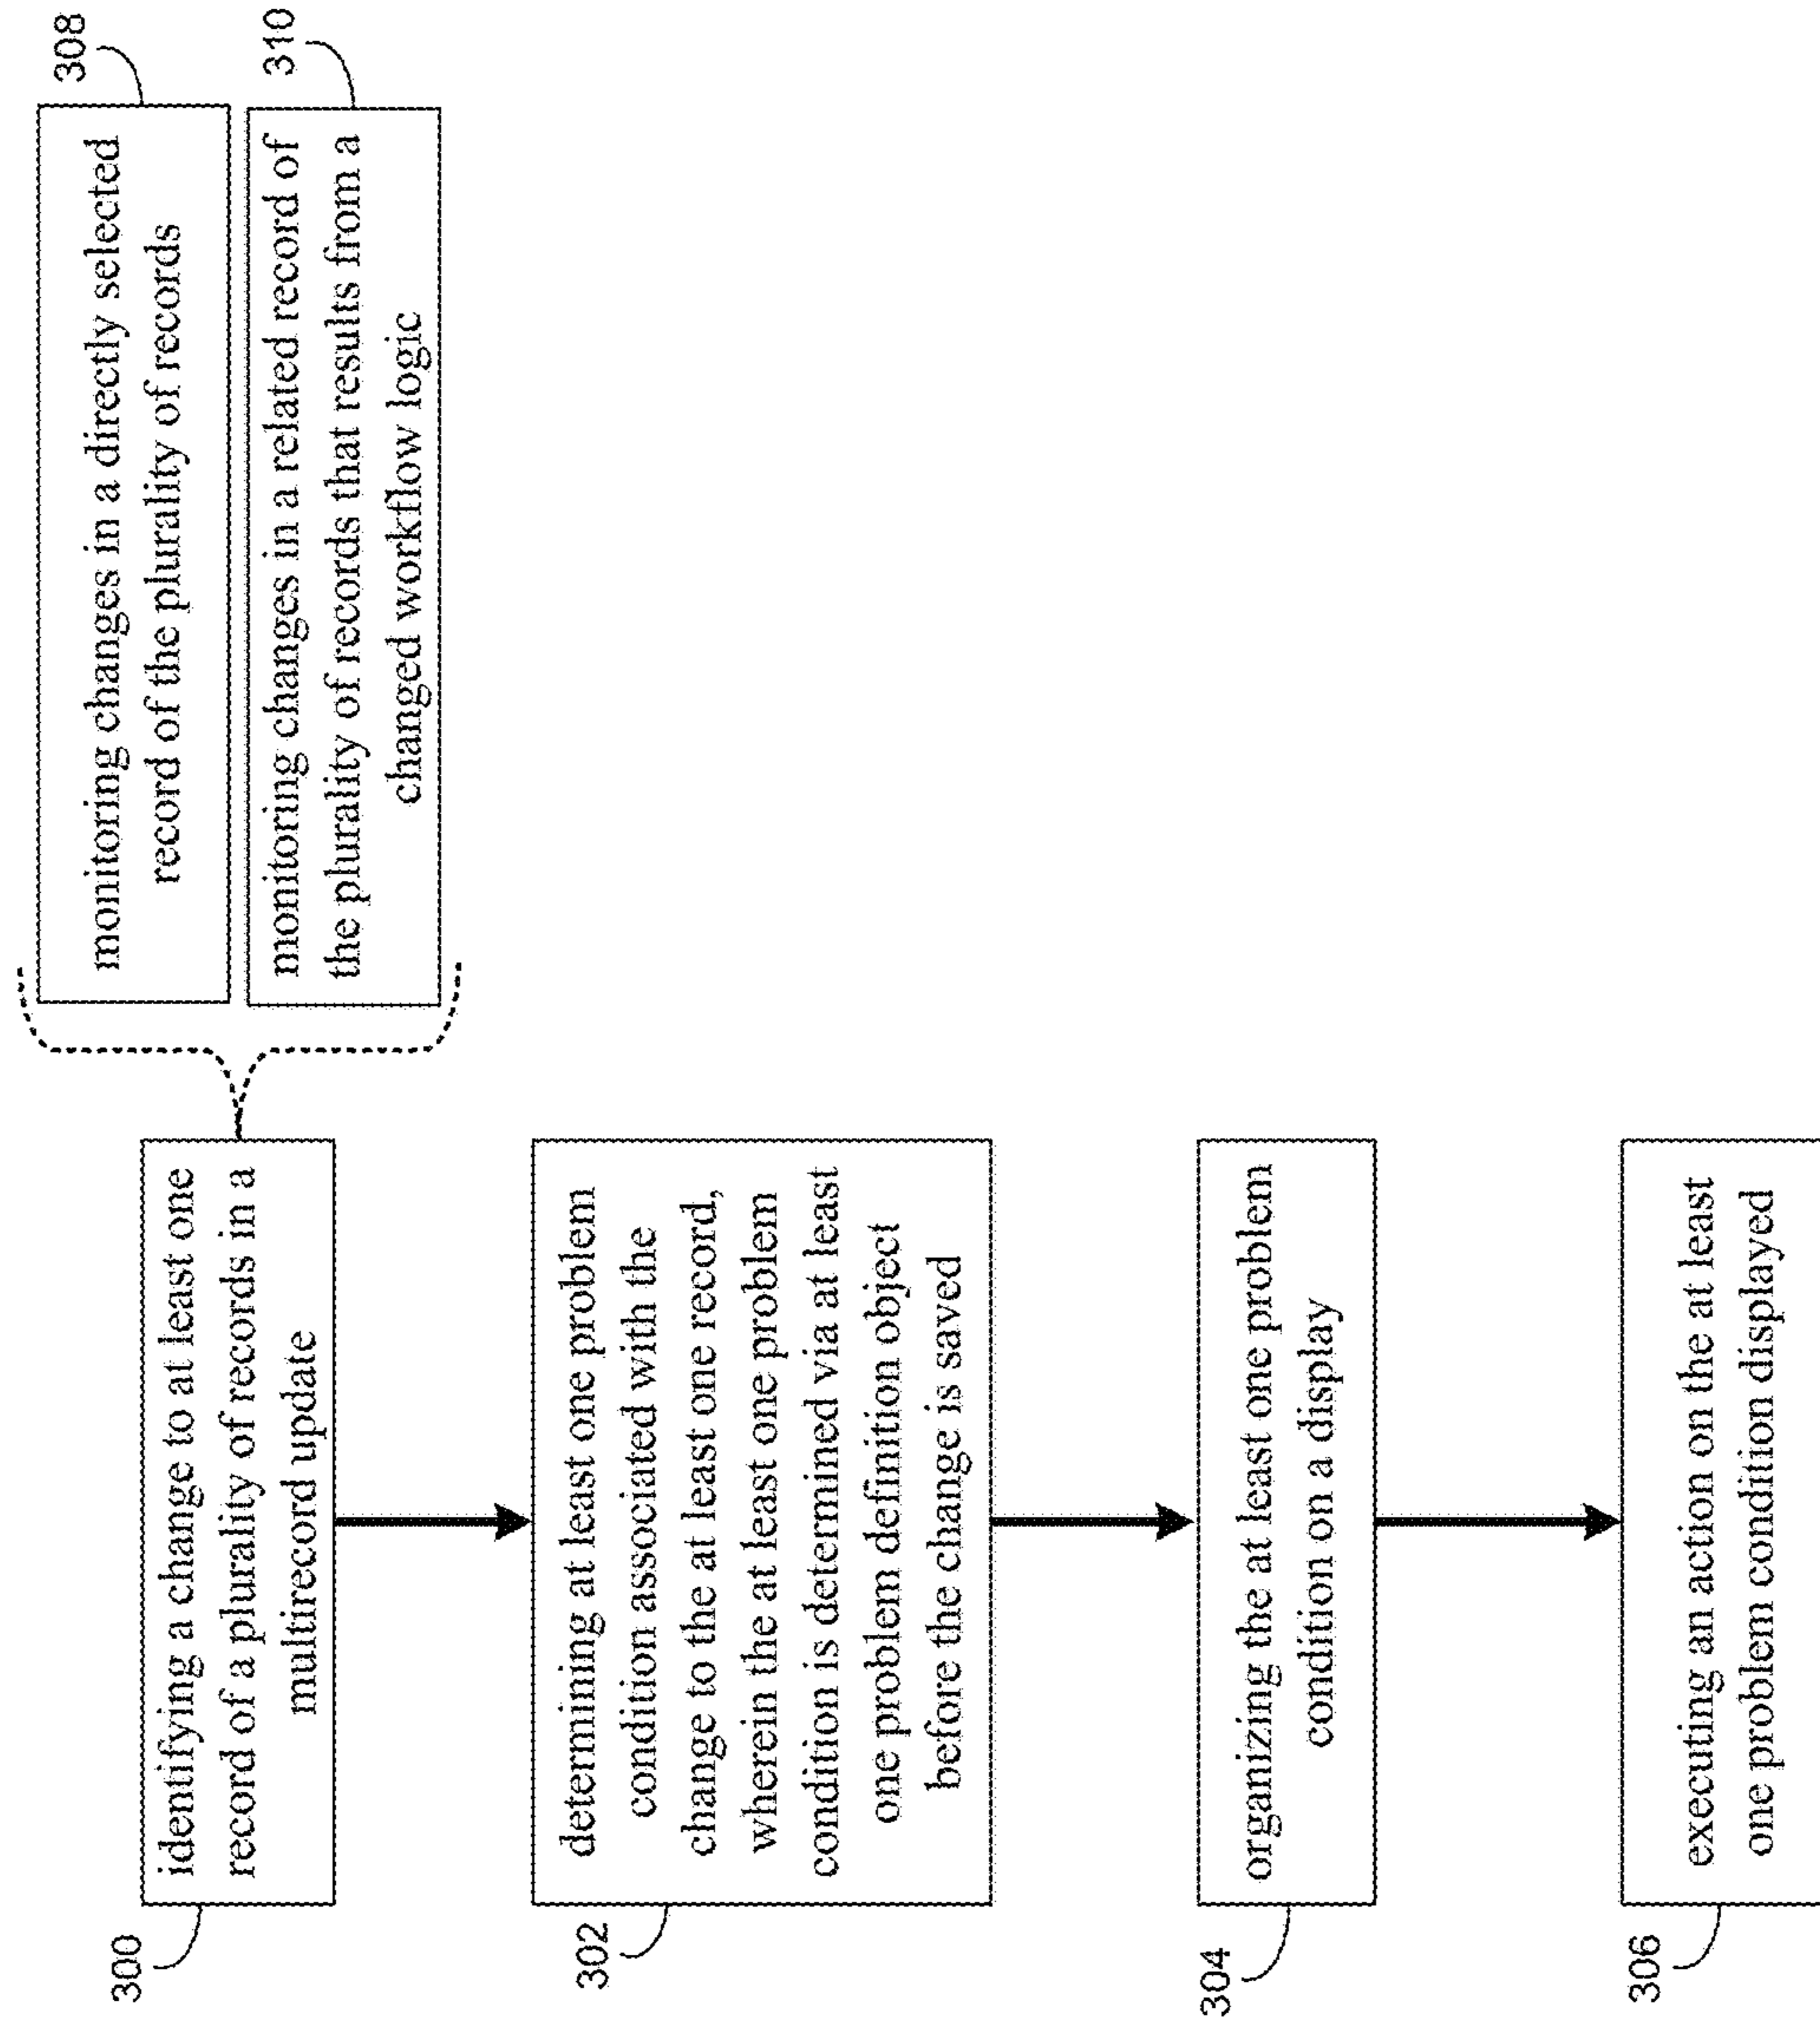 300
identifying a change to at least one
record of a plurality of records in a
multirecord update
308
monitoring changes in a directly selected
record of the plurality of records
310
monitoring changes in a related record of
the plurality of records that results from a
changed workflow logic
302
determining at least one problem
condition associated with the
change to the at least one record,
wherein the at least one problem
condition is determined via at least
one problem definition object
before the change is saved
304
organizing the at least one problem
condition on a display
306
executing an action on the at least
one problem condition displayed